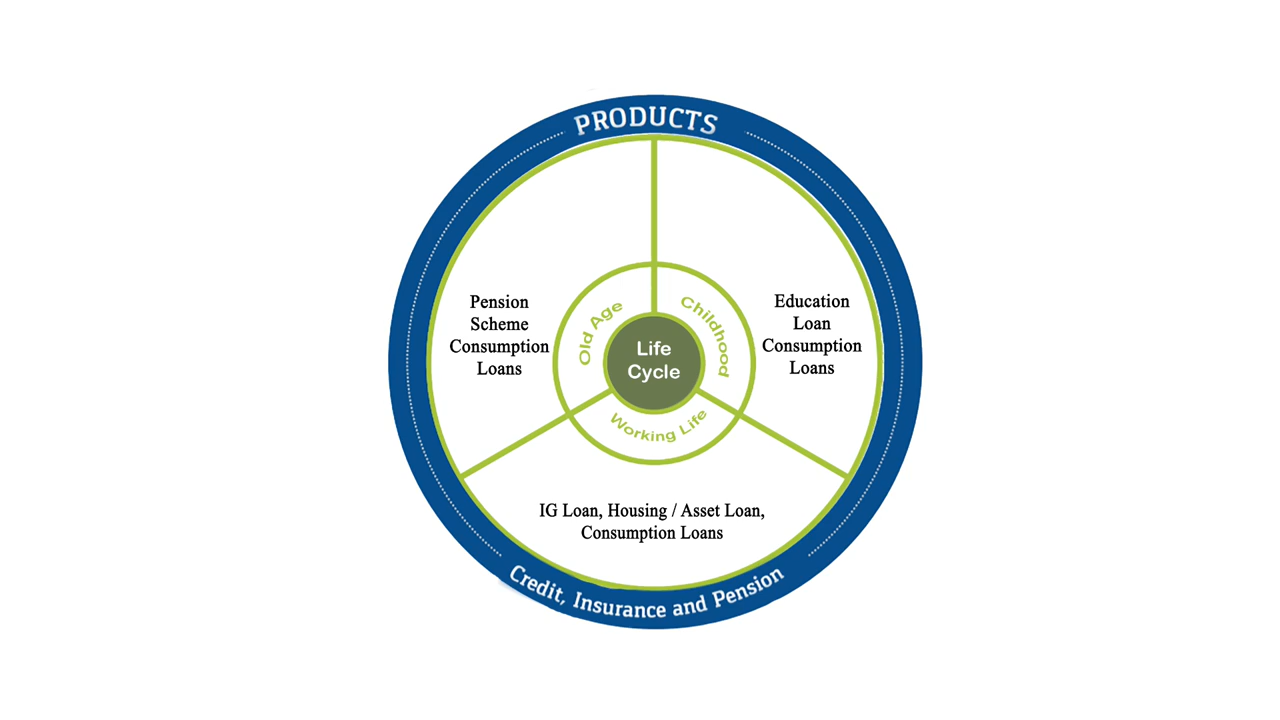 PRODUCTS
Pension
Scheme
Consumption
Loans
Old Age
Childhood
Life
Cycle
Working Life
Education
Loan
Consumption
Loans
IG Loan, Housing / Asset Loan,
Consumption Loans
Credit, Insurance and Pension